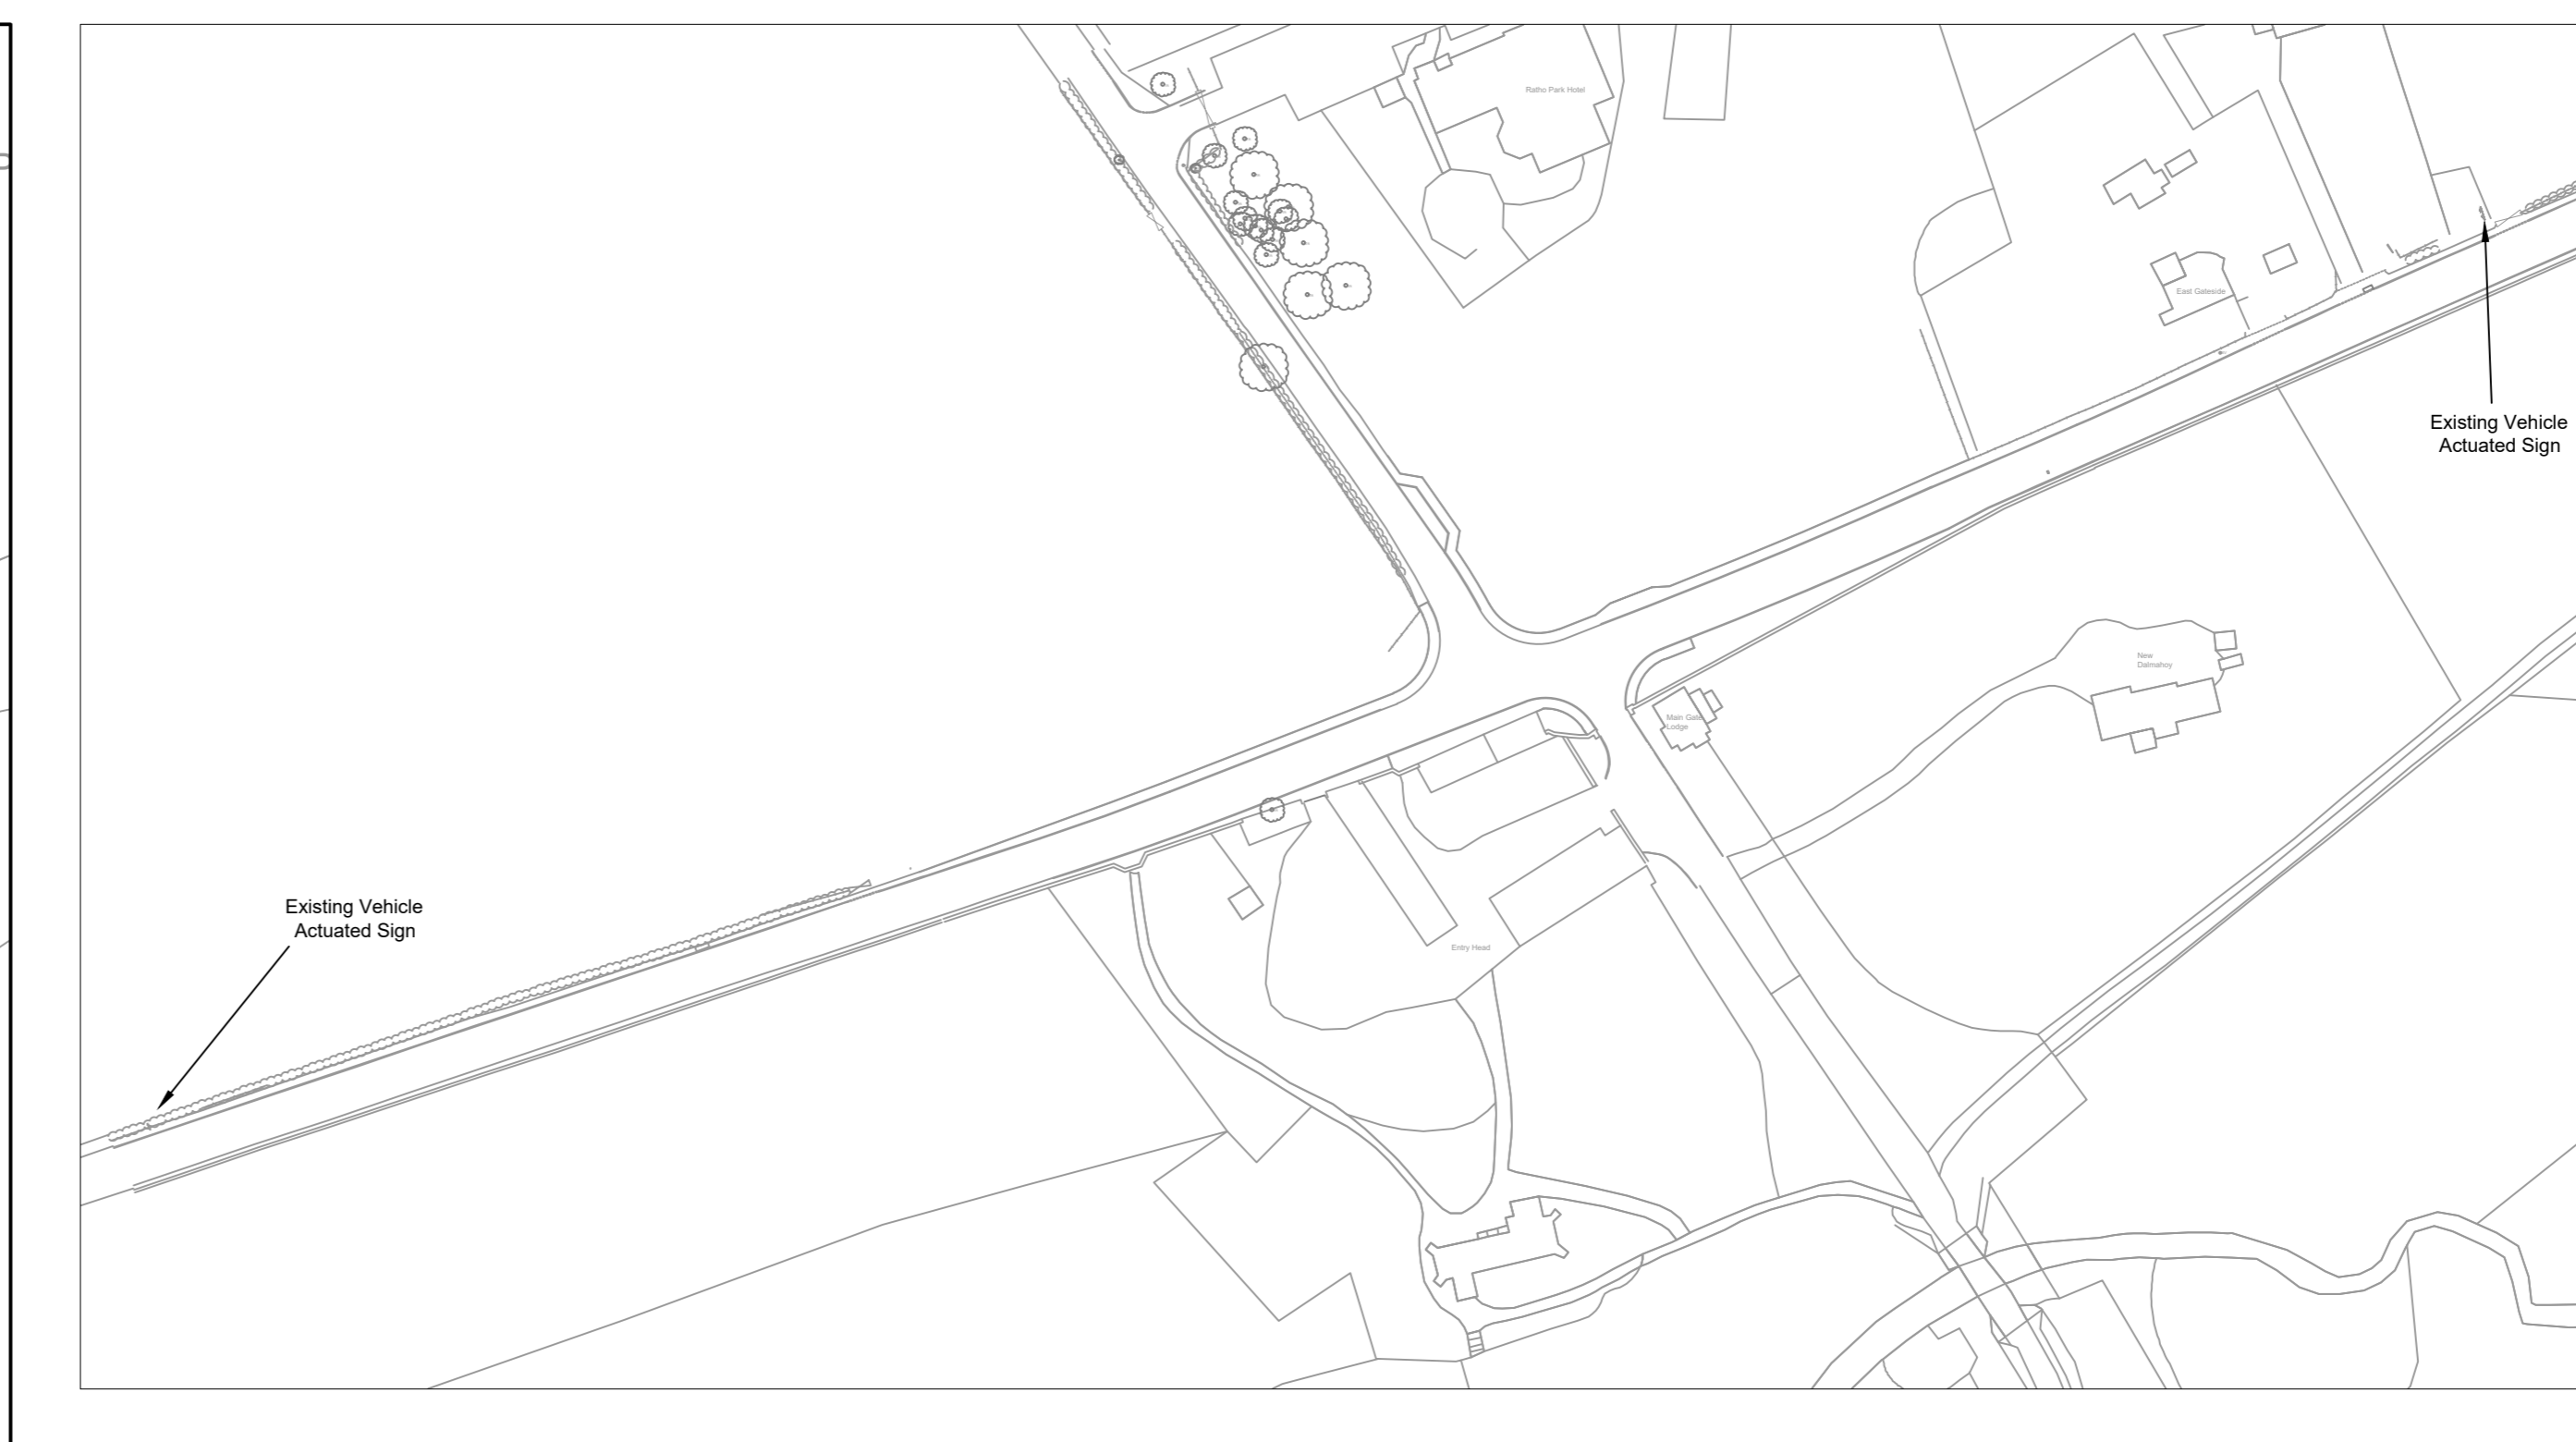 Ratho Park Hotel
East Gateside
Existing Vehicle
Actuated Sign
New
Dalmahoy
Main Gate
Lodge
Existing Vehicle
Actuated Sign
Entry Head